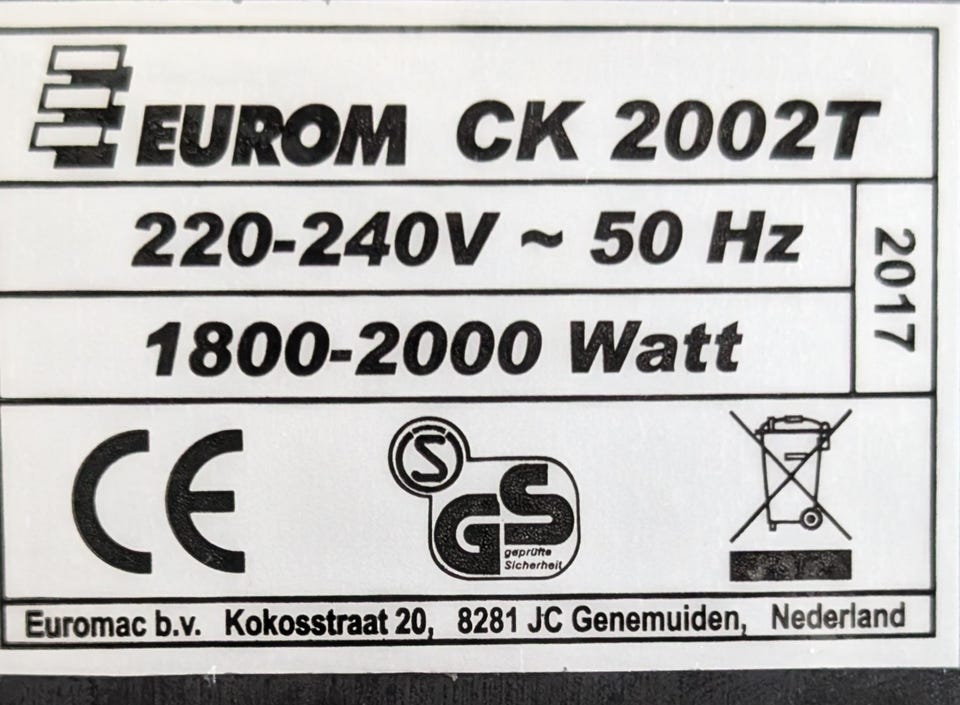 EUROM CK 2002T
220-240V ~ 50 Hz
2017
1800-2000 Watt
CE
S
GS
geprüfte
Sicherheit
Euromac b.v. Kokosstraat 20, 8281 JC Genemuiden, Nederland